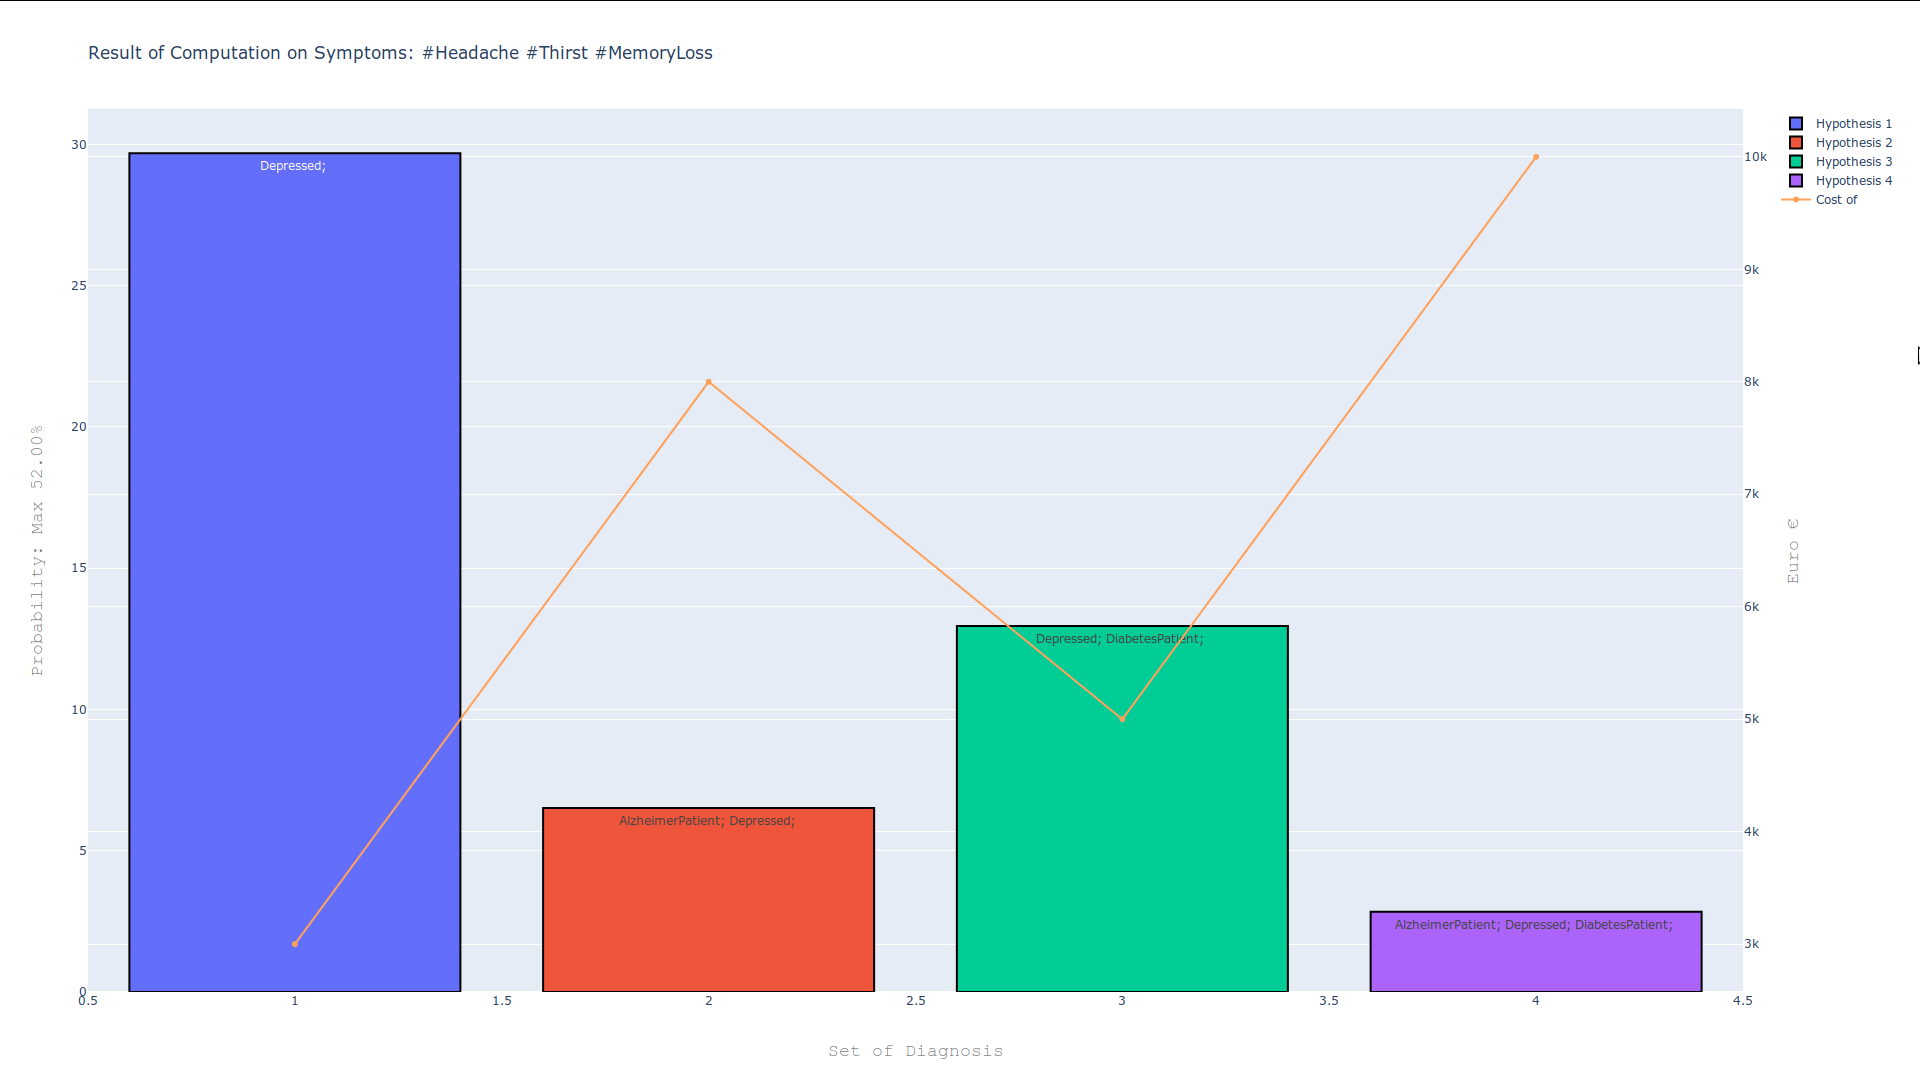 Result of Computation on Symptoms: #Headache #Thirst #MemoryLoss
Hypothesis 1
Hypothesis 2
Hypothesis 3
Hypothesis 4
Cost of
30
25
20
15
10
5
0
Probability: Max 52.00%
Depressed;
AlzheimerPatient; Depressed;
Depressed; DiabetesPatient;
AlzheimerPatient; Depressed; DiabetesPatient;
10k
9k
8k
7k
6k
5k
4k
3k
Euro €
0.5 1 1.5 2 2.5 3 3.5 4 4.5
Set of Diagnosis